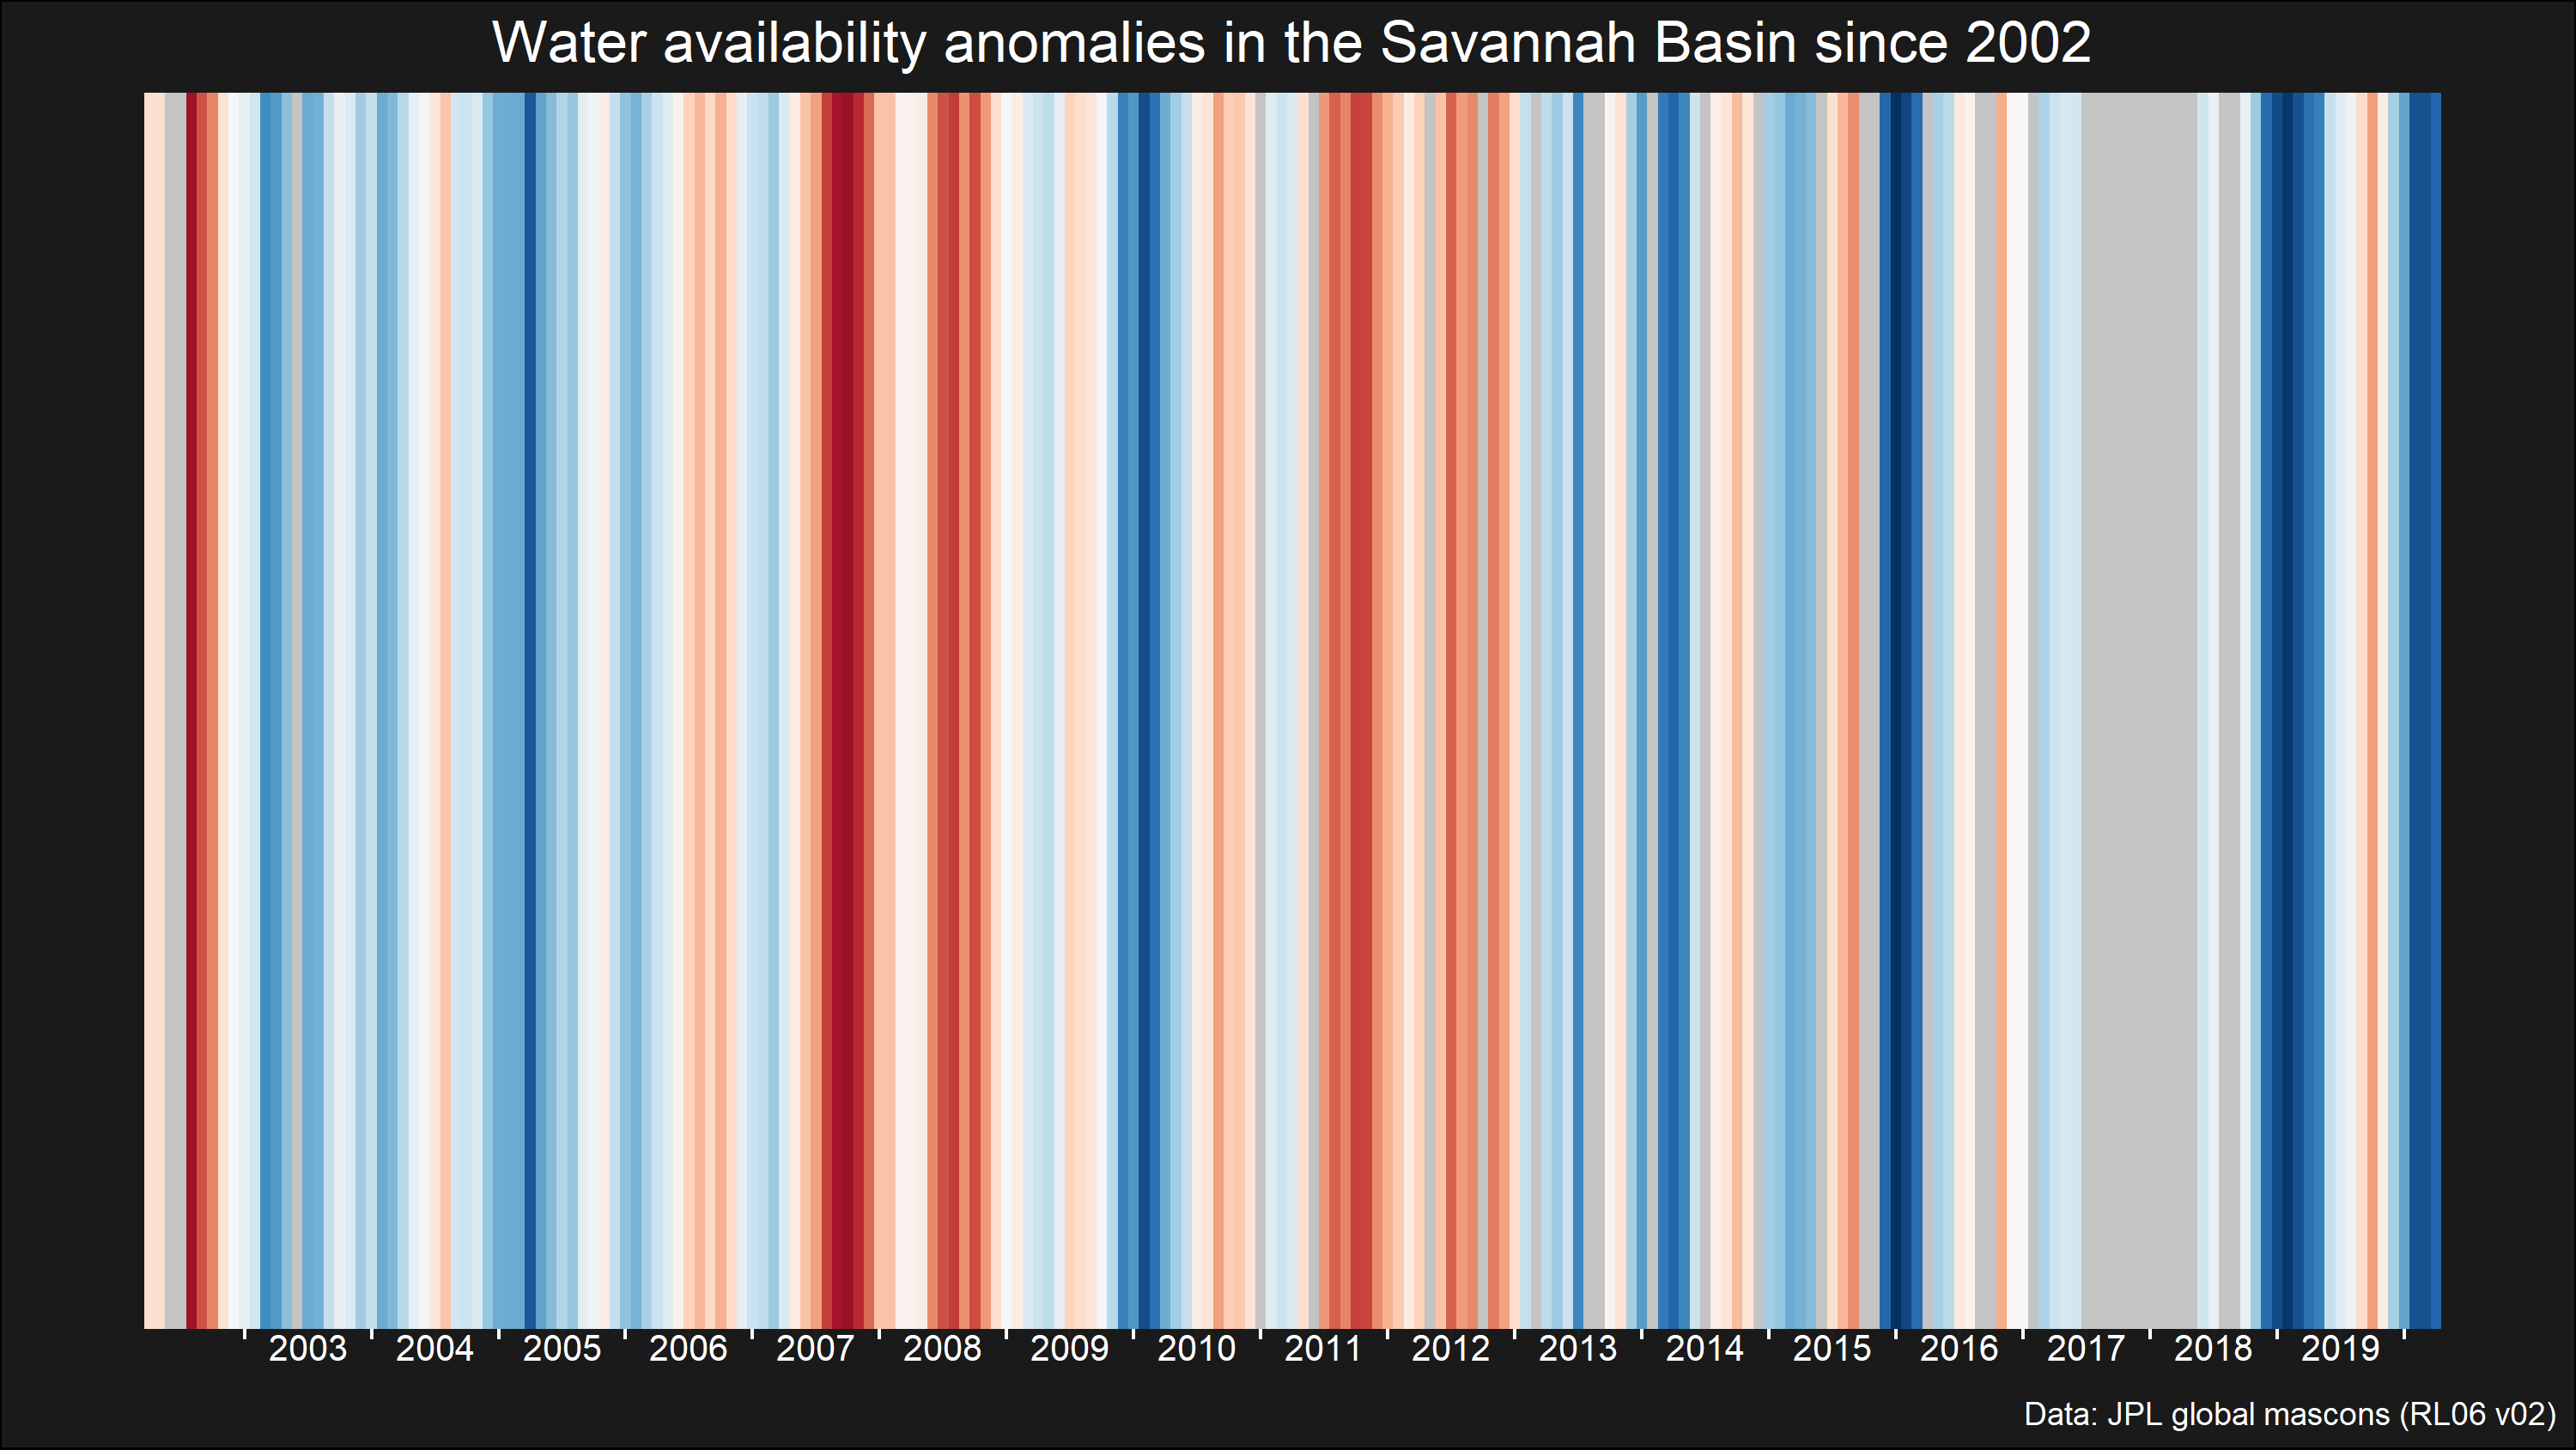 Water availability anomalies in the Savannah Basin since 2002
2003 2004 2005 2006 2007 2008 2009 2010 2011 2012 2013 2014 2015 2016 2017 2018 2019
Data: JPL global mascons (RL06 v02)